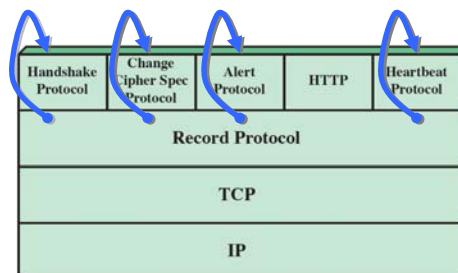 Handshake
Protocol
Change
Cipher Spec
Protocol
Alert
Protocol
HTTP
Heartbeat
Protocol
Record Protocol
TCP
IP